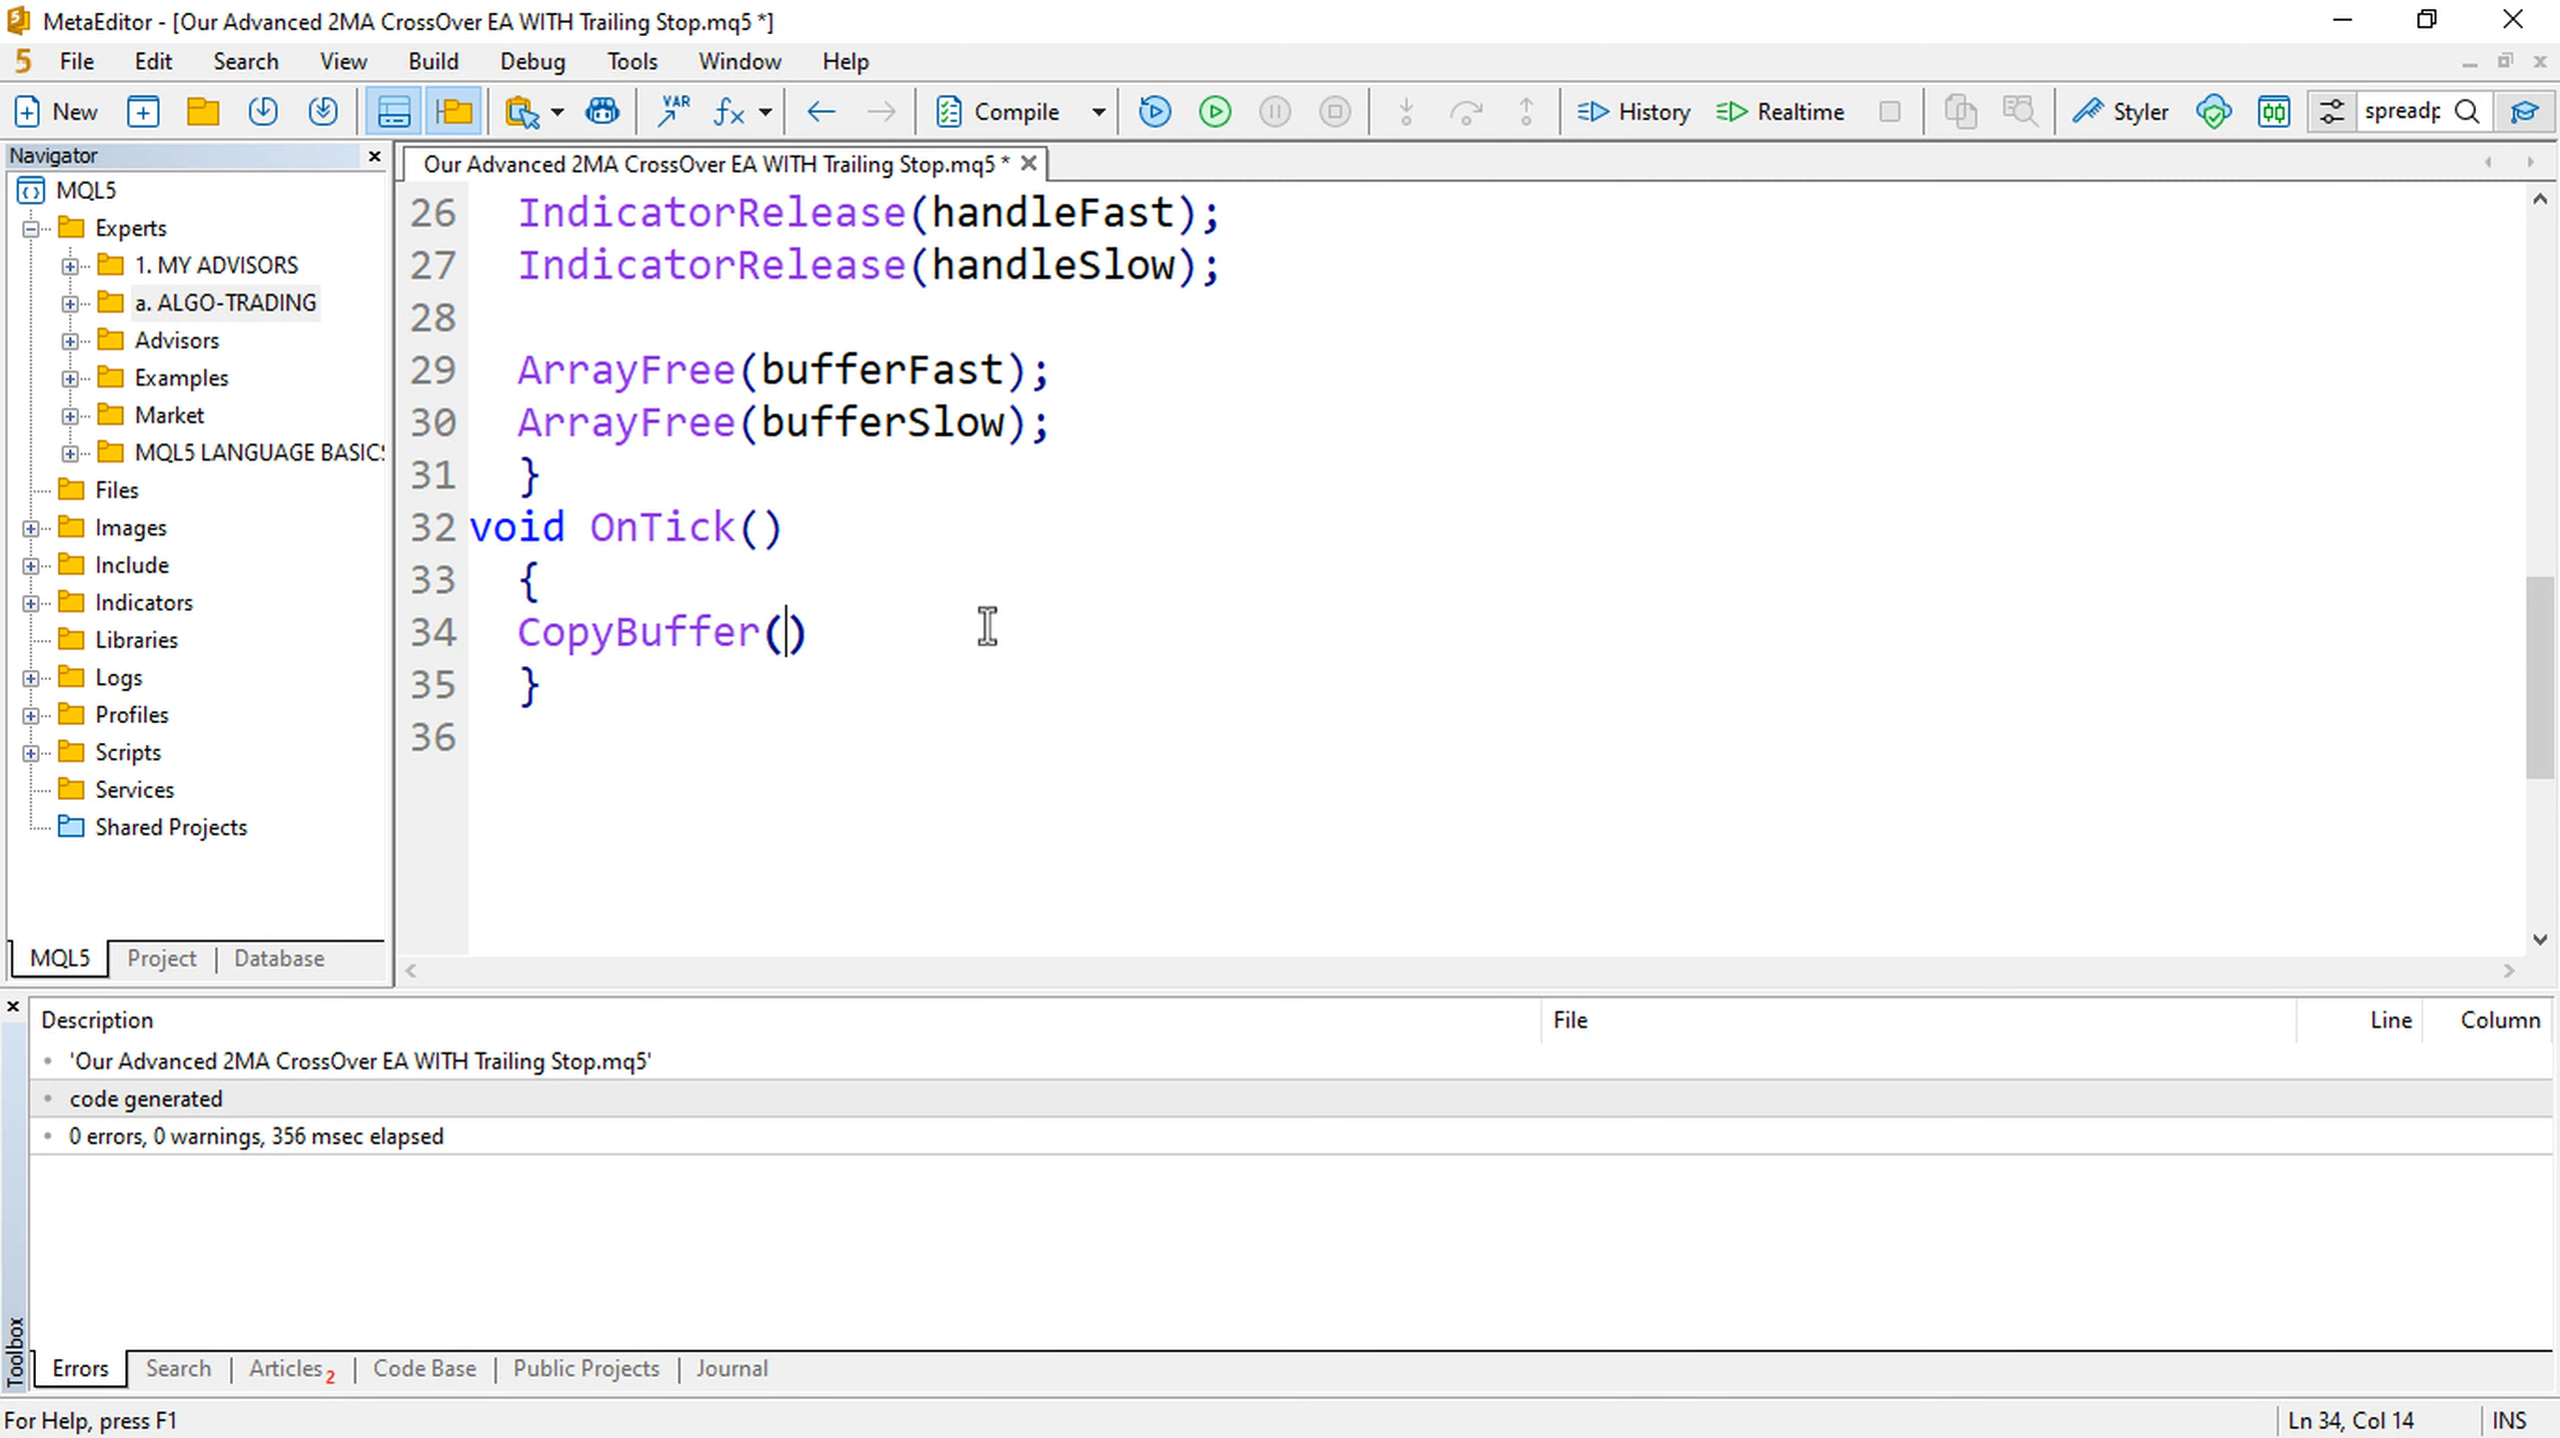 MetaEditor - [Our Advanced 2MA CrossOver EA WITH Trailing Stop.mq5 *]
5 File Edit Search View Build Debug Tools Window Help
New VAR fx Compile History Realtime Styler spreadp
Navigator
Our Advanced 2MA CrossOver EA WITH Trailing Stop.mq5 *
MQL5
Experts
1. MY ADVISORS
a. ALGO-TRADING
Advisors
Examples
Market
MQL5 LANGUAGE BASICS
Files
Images
Include
Indicators
Libraries
Logs
Profiles
Scripts
Services
Shared Projects
MQL5 Project Database
26 IndicatorRelease(handleFast);
27 IndicatorRelease(handleSlow);
28
29 ArrayFree(bufferFast);
30 ArrayFree(bufferSlow);
31 }
32 void OnTick()
33 {
34 CopyBuffer()
35 }
36
Description File Line Column
'Our Advanced 2MA CrossOver EA WITH Trailing Stop.mq5'
code generated
0 errors, 0 warnings, 356 msec elapsed
Toolbox
Errors Search Articles 2 Code Base Public Projects Journal
For Help, press F1 Ln 34, Col 14 INS